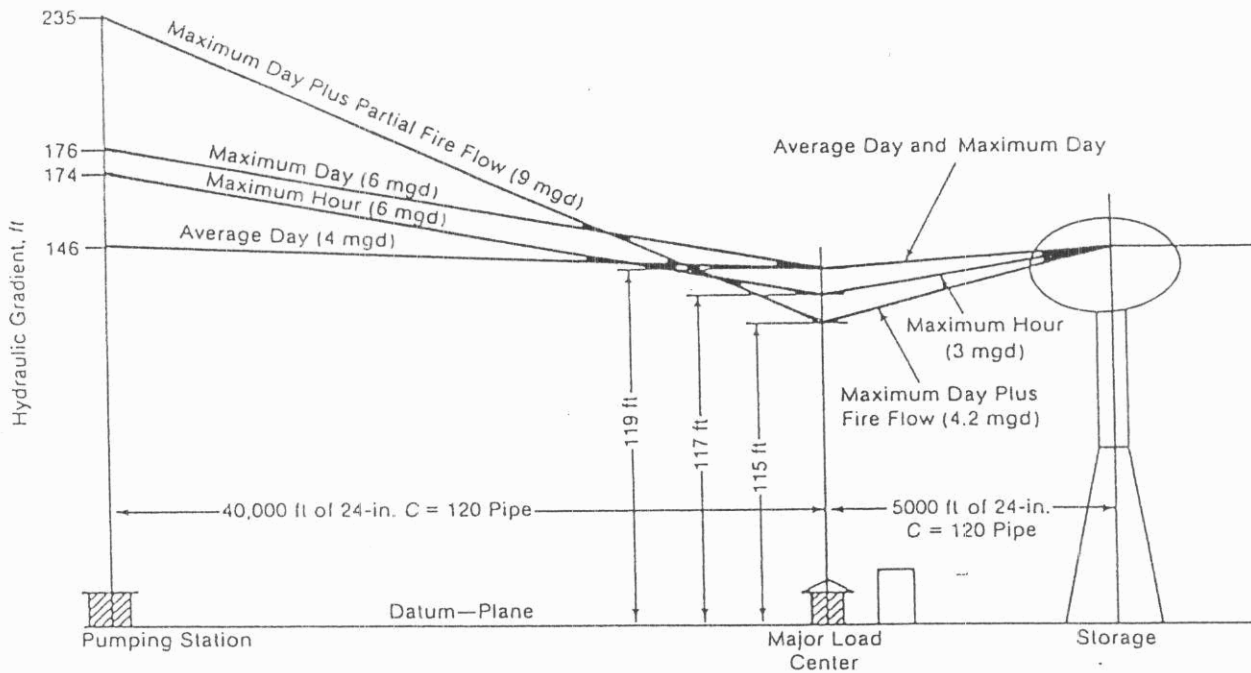 235
Maximum Day Plus Partial Fire Flow (9 mgd)
Average Day and Maximum Day
176
Maximum Day (6 mgd)
174
Maximum Hour (6 mgd)
146
Average Day (4 mgd)
Hydraulic Gradient, ft
Maximum Hour
(3 mgd)
Maximum Day Plus
Fire Flow (4.2 mgd)
119 ft
117 ft
115 ft
40,000 ft of 24-in. C = 120 Pipe
5000 ft of 24-in.
C = 120 Pipe
Datum—Plane
Pumping Station
Major Load
Center
Storage